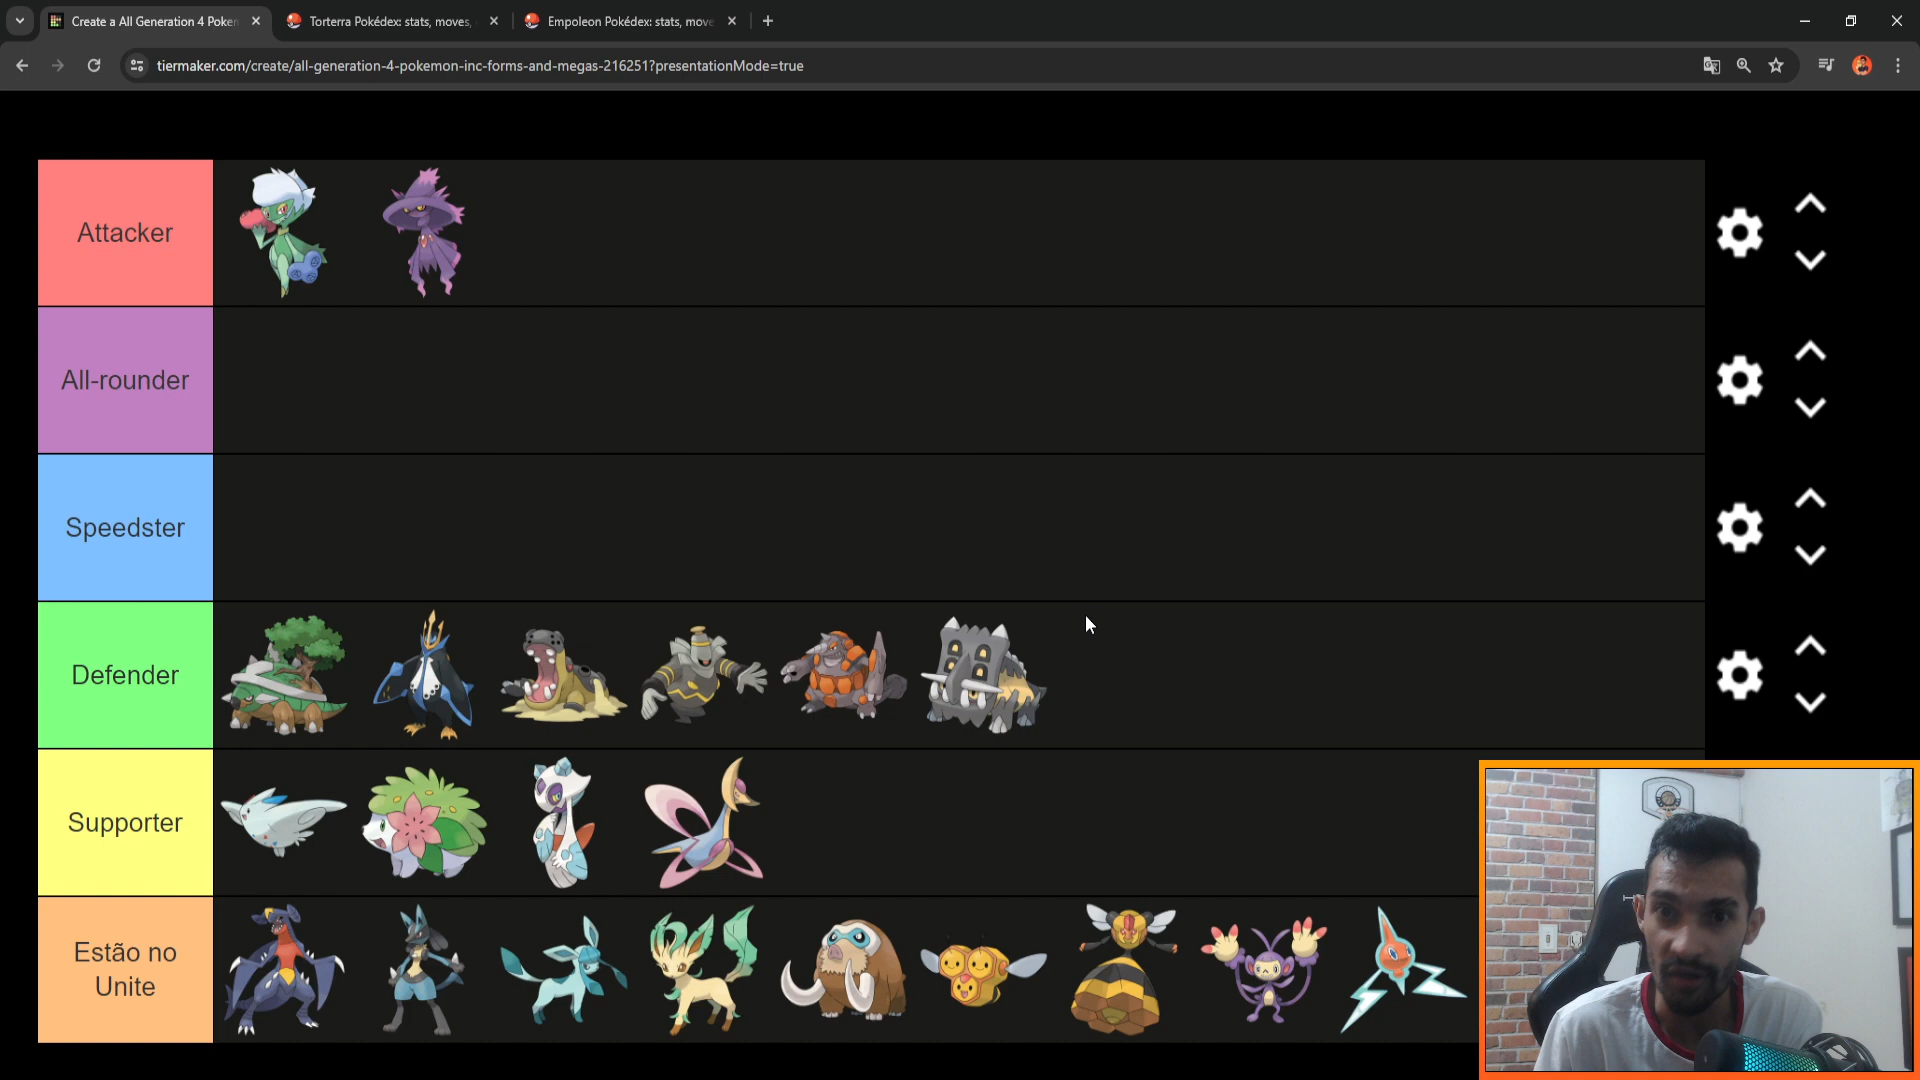 Create a All Generation 4 Poke
Torterra Pokédex: stats, moves,
Empoleon Pokédex: stats, move
tiermaker.com/create/all-generation-4-pokemon-inc-forms-and-megas-216251?presentationMode=true
Attacker
All-rounder
Speedster
Defender
Supporter
Estão no
Unite